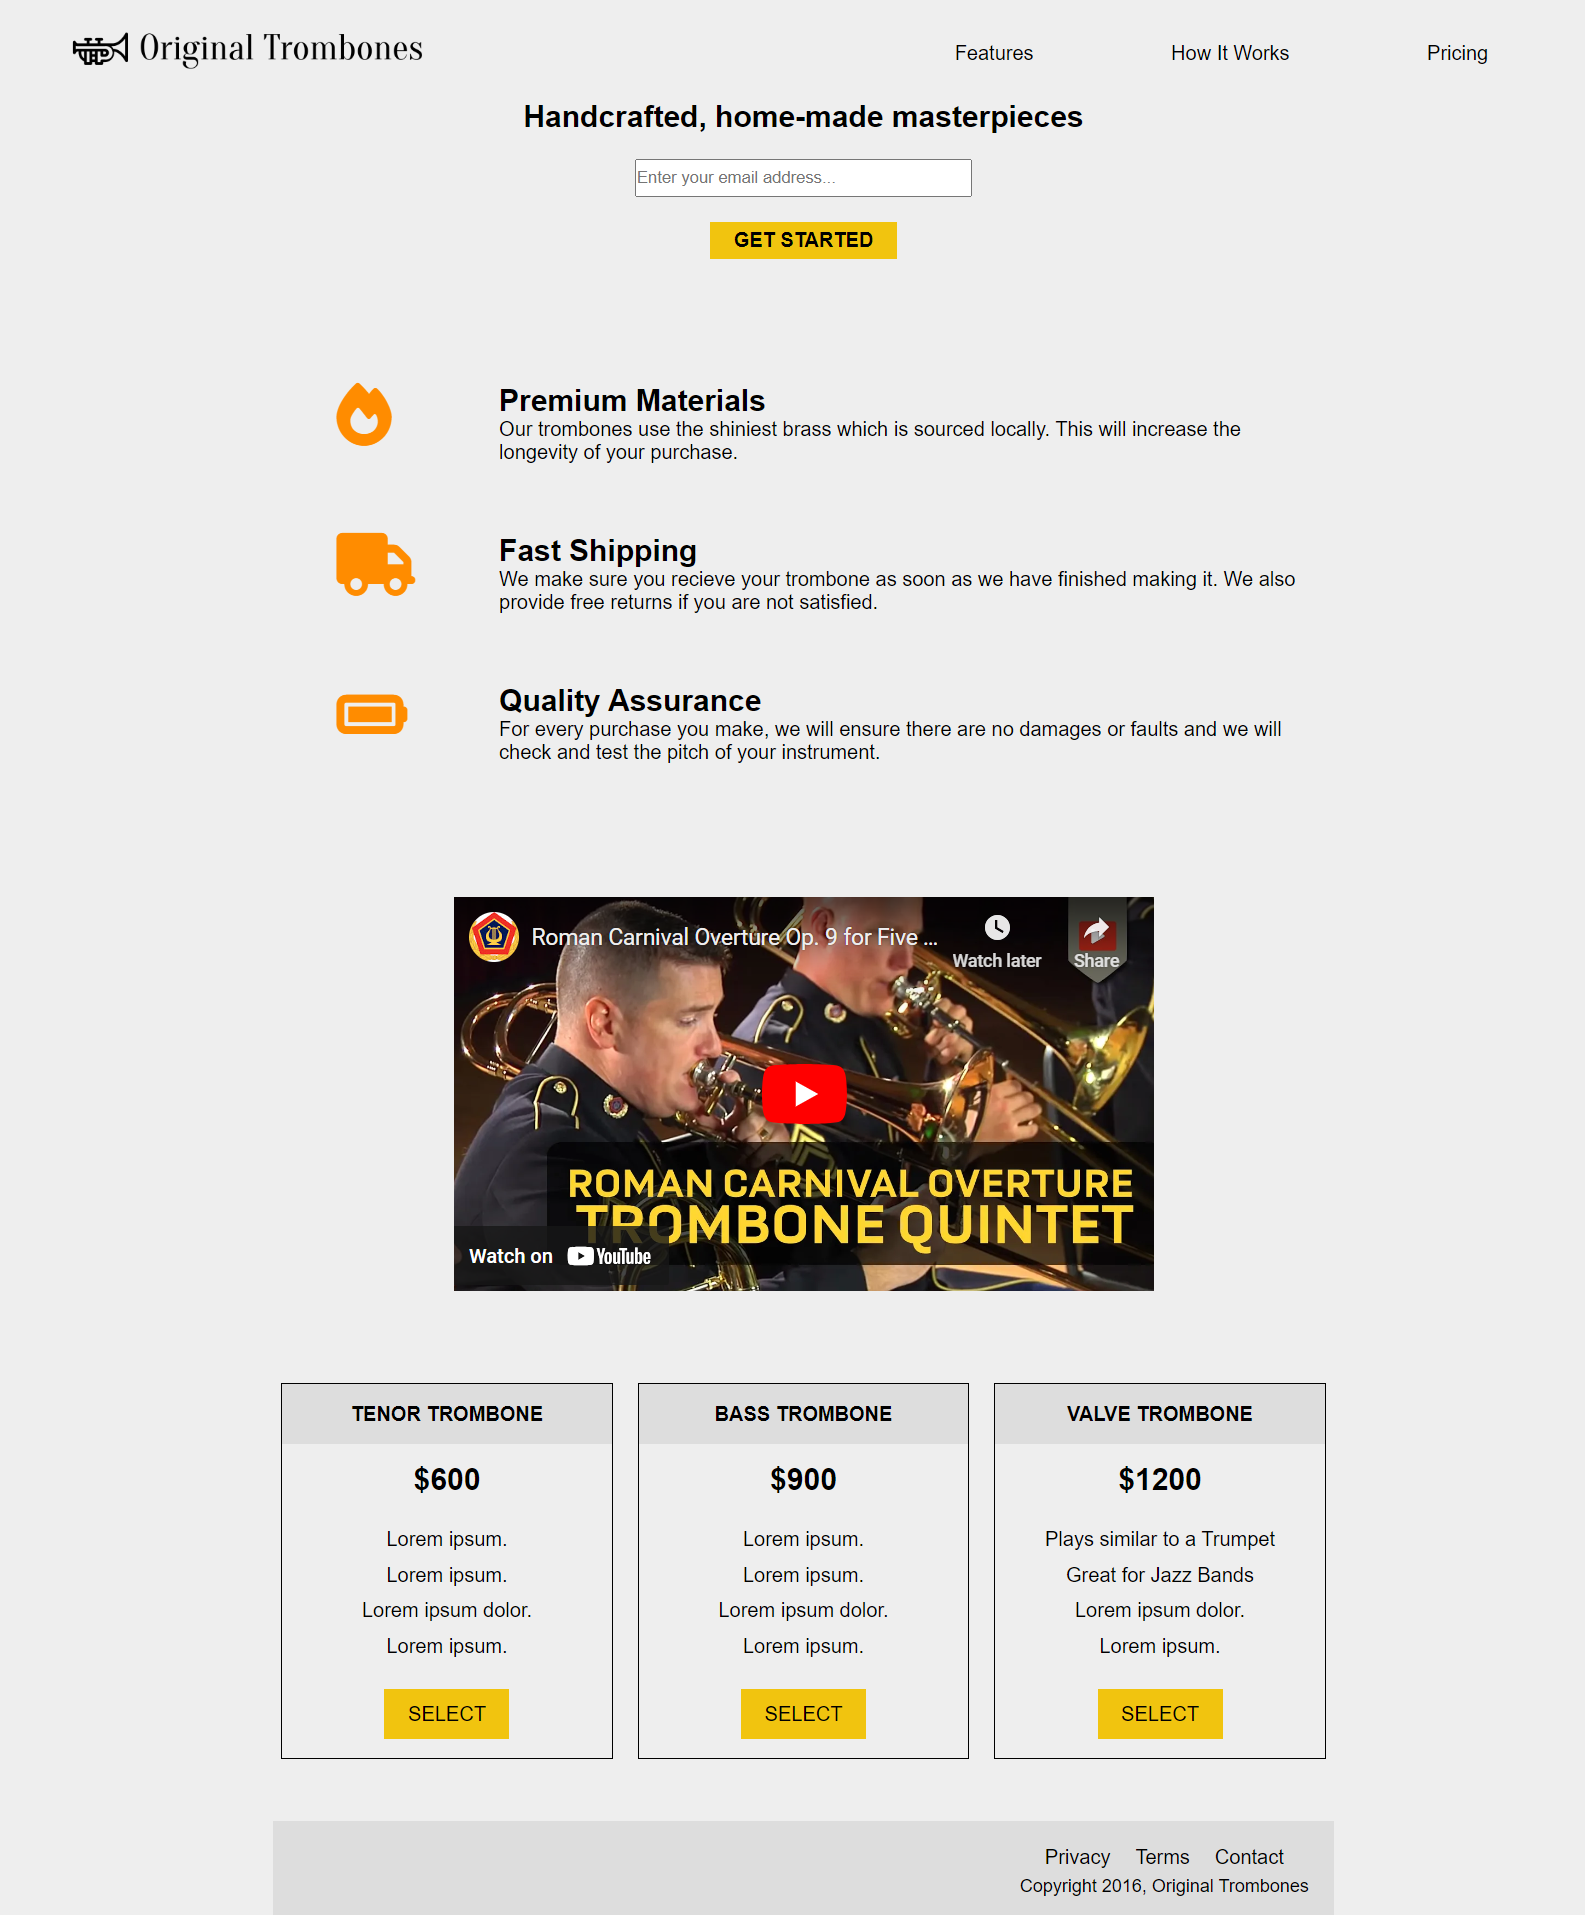 Original Trombones
Features
How It Works
Pricing
Handcrafted, home-made masterpieces
Enter your email address...
GET STARTED
Premium Materials
Our trombones use the shiniest brass which is sourced locally. This will increase the
longevity of your purchase.
Fast Shipping
We make sure you recieve your trombone as soon as we have finished making it. We also
provide free returns if you are not satisfied.
Quality Assurance
For every purchase you make, we will ensure there are no damages or faults and we will
check and test the pitch of your instrument.
Roman Carnival Overture Op. 9 for Five ...
Watch later
Share
ROMAN CARNIVAL OVERTURE
TROMBONE QUINTET
Watch on YouTube
TENOR TROMBONE
$600
Lorem ipsum.
Lorem ipsum.
Lorem ipsum dolor.
Lorem ipsum.
SELECT
BASS TROMBONE
$900
Lorem ipsum.
Lorem ipsum.
Lorem ipsum dolor.
Lorem ipsum.
SELECT
VALVE TROMBONE
$1200
Plays similar to a Trumpet
Great for Jazz Bands
Lorem ipsum dolor.
Lorem ipsum.
SELECT
Privacy
Terms
Contact
Copyright 2016, Original Trombones